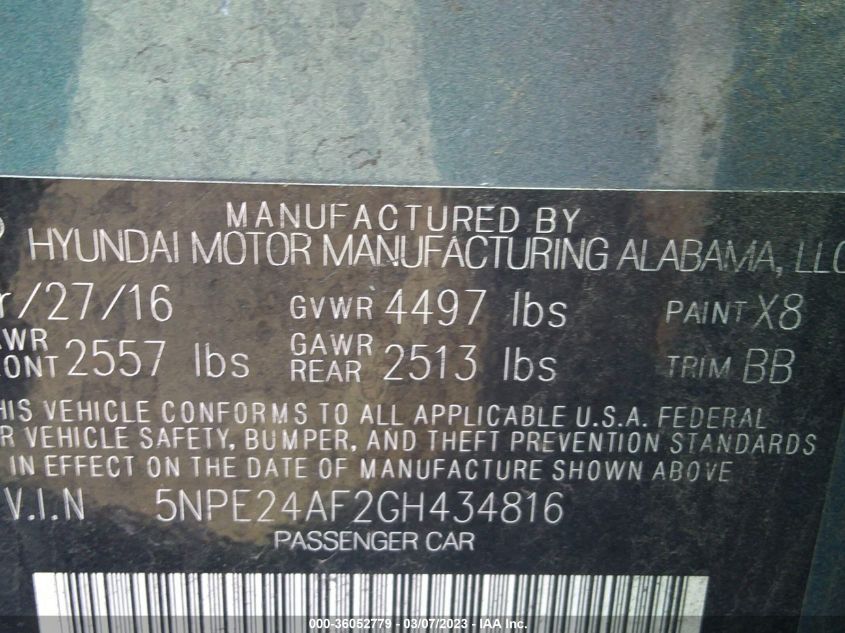 MANUFACTURED BY
HYUNDAI MOTOR MANUFACTURING ALABAMA, LLC
r/27/16 GVWR 4497 lbs PAINT X8
AWR ONT 2557 lbs GAWR REAR 2513 lbs TRIM BB
HIS VEHICLE CONFORMS TO ALL APPLICABLE U.S.A. FEDERAL
R VEHICLE SAFETY, BUMPER, AND THEFT PREVENTION STANDARDS
IN EFFECT ON THE DATE OF MANUFACTURE SHOWN ABOVE
V.I.N 5NPE24AF2GH434816
PASSENGER CAR
000-36052779 - 03/07/2023 - IAA Inc.